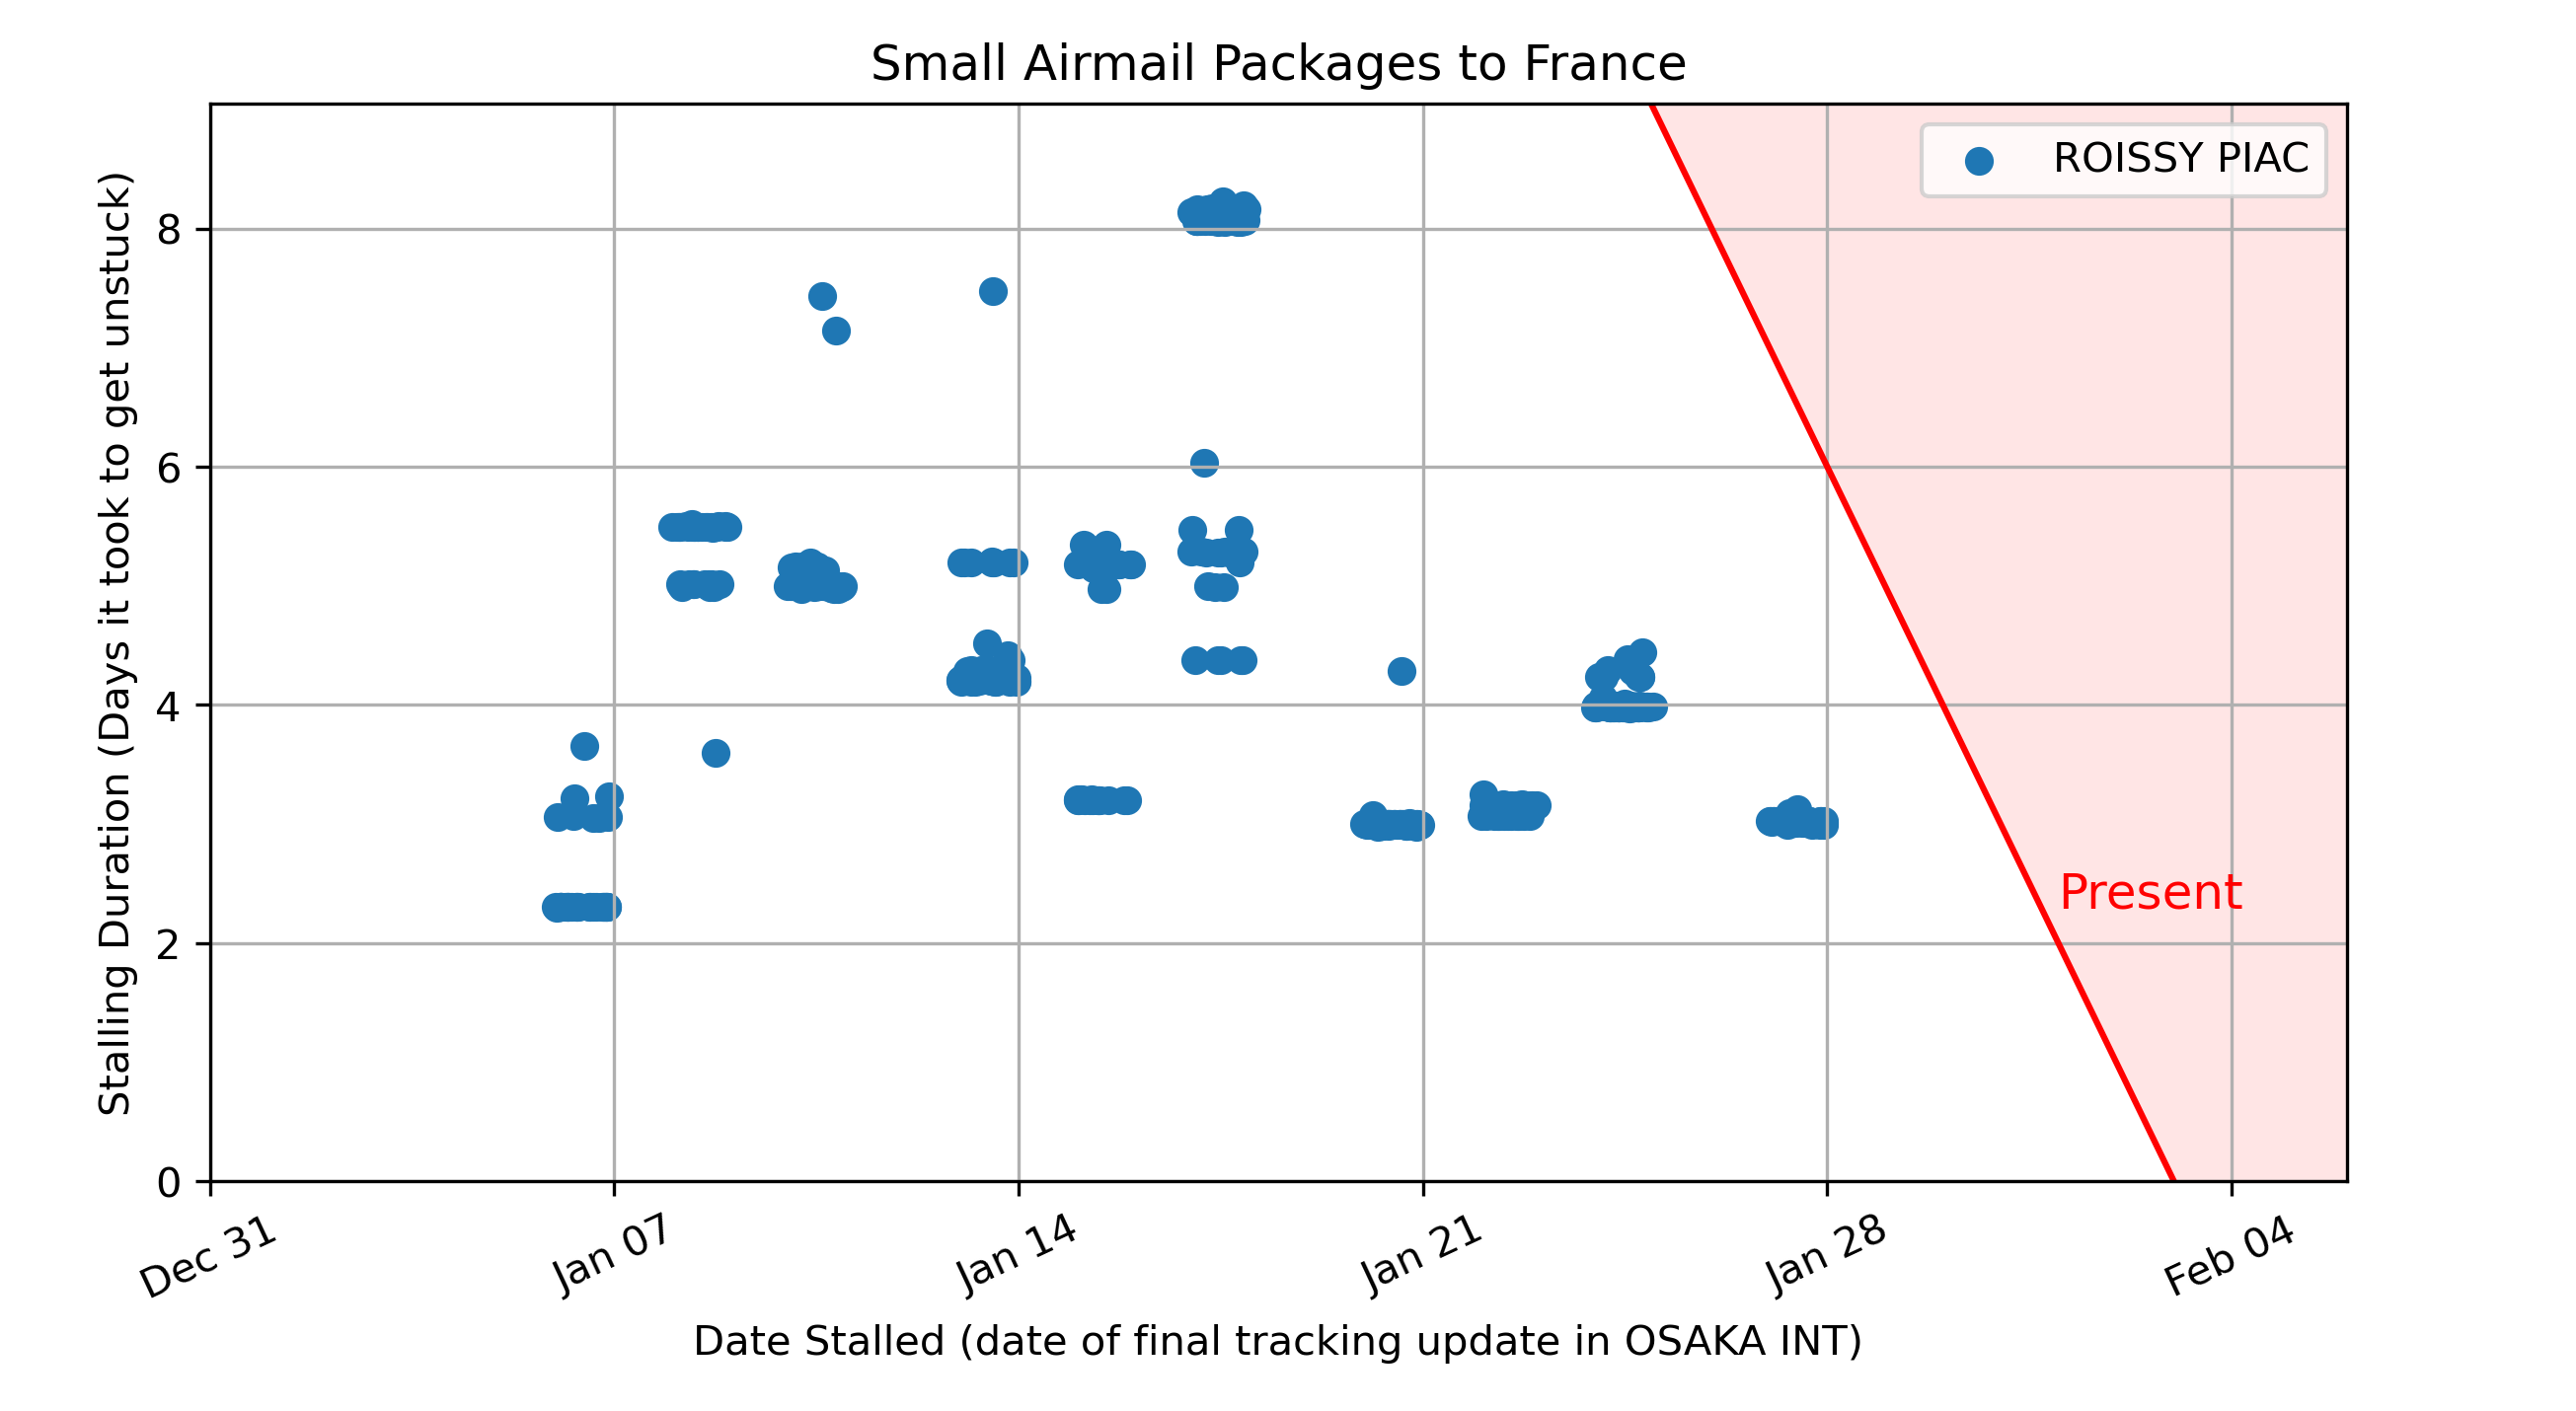 Small Airmail Packages to France
ROISSY PIAC
Stalling Duration (Days it took to get unstuck)
8
6
4
2
0
Present
Dec 31
Jan 07
Jan 14
Jan 21
Jan 28
Feb 04
Date Stalled (date of final tracking update in OSAKA INT)